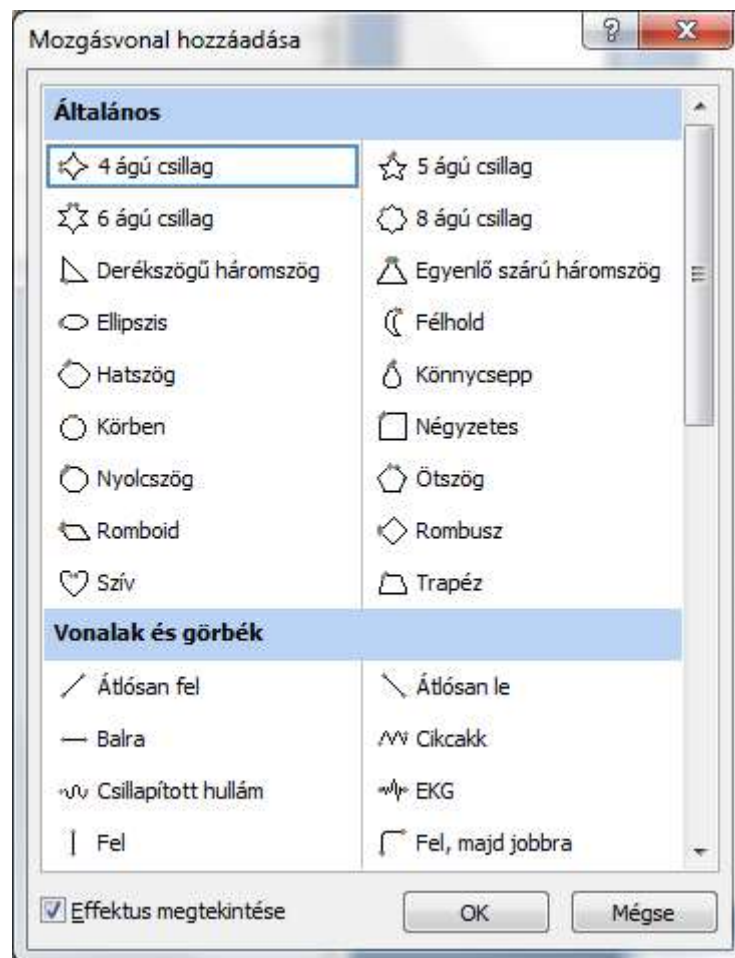 Mozgásvonal hozzáadása
Általános
4 ágú csillag
5 ágú csillag
6 ágú csillag
8 ágú csillag
Derékszögű háromszög
Egyenlő szárú háromszög
Ellipszis
Félhold
Hatszög
Könnycsepp
Körben
Négyzetes
Nyolcszög
Ötszög
Romboid
Rombusz
Szív
Trapéz
Vonalak és görbék
Átlósan fel
Átlósan le
Balra
Cikcakk
Csillapított hullám
EKG
Fel
Fel, majd jobbra
Effektus megtekintése
OK
Mégse